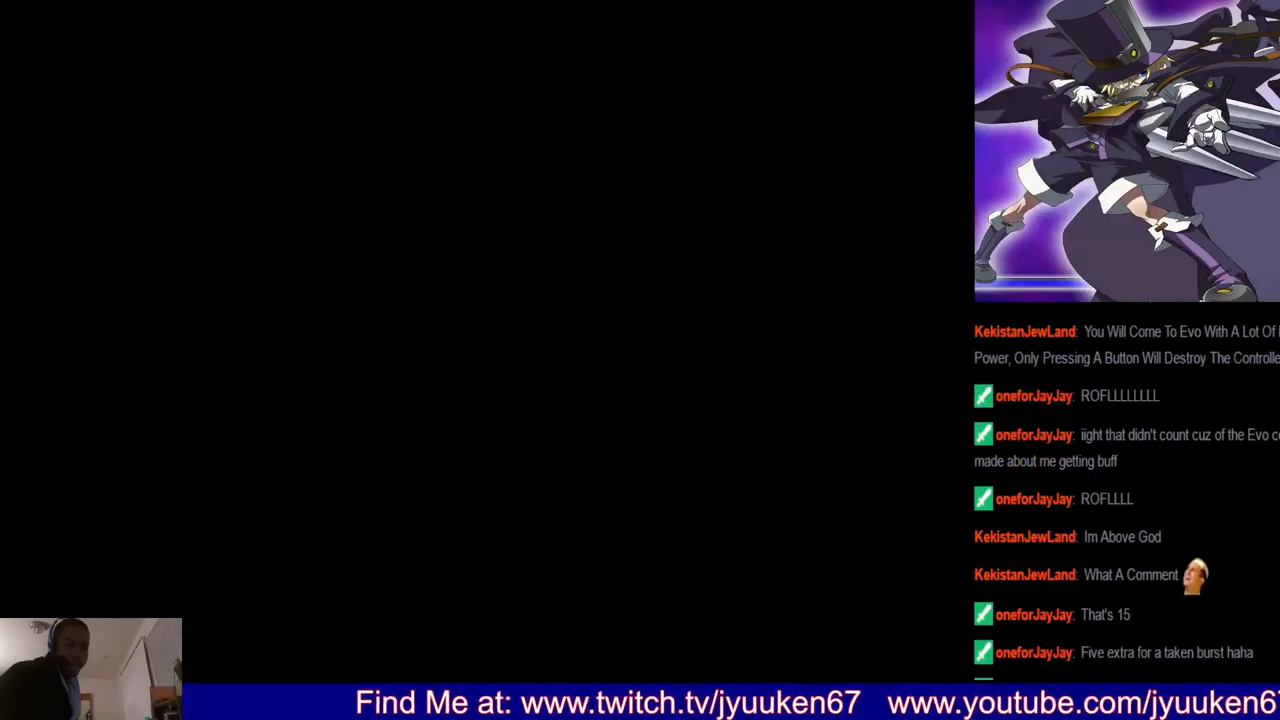 KekistanJewLand: You Will Come To Evo With A Lot Of
Power, Only Pressing A Button Will Destroy The Controlle
oneforJayJay: ROFLLLLLLLL
oneforJayJay: iight that didn't count cuz of the Evo
made about me getting buff
oneforJayJay: ROFLLLL
KekistanJewLand: Im Above God
KekistanJewLand: What A Comment
oneforJayJay: That's 15
oneforJayJay: Five extra for a taken burst haha
Find Me at: www.twitch.tv/jyuuken67 www.youtube.com/jyuuken67